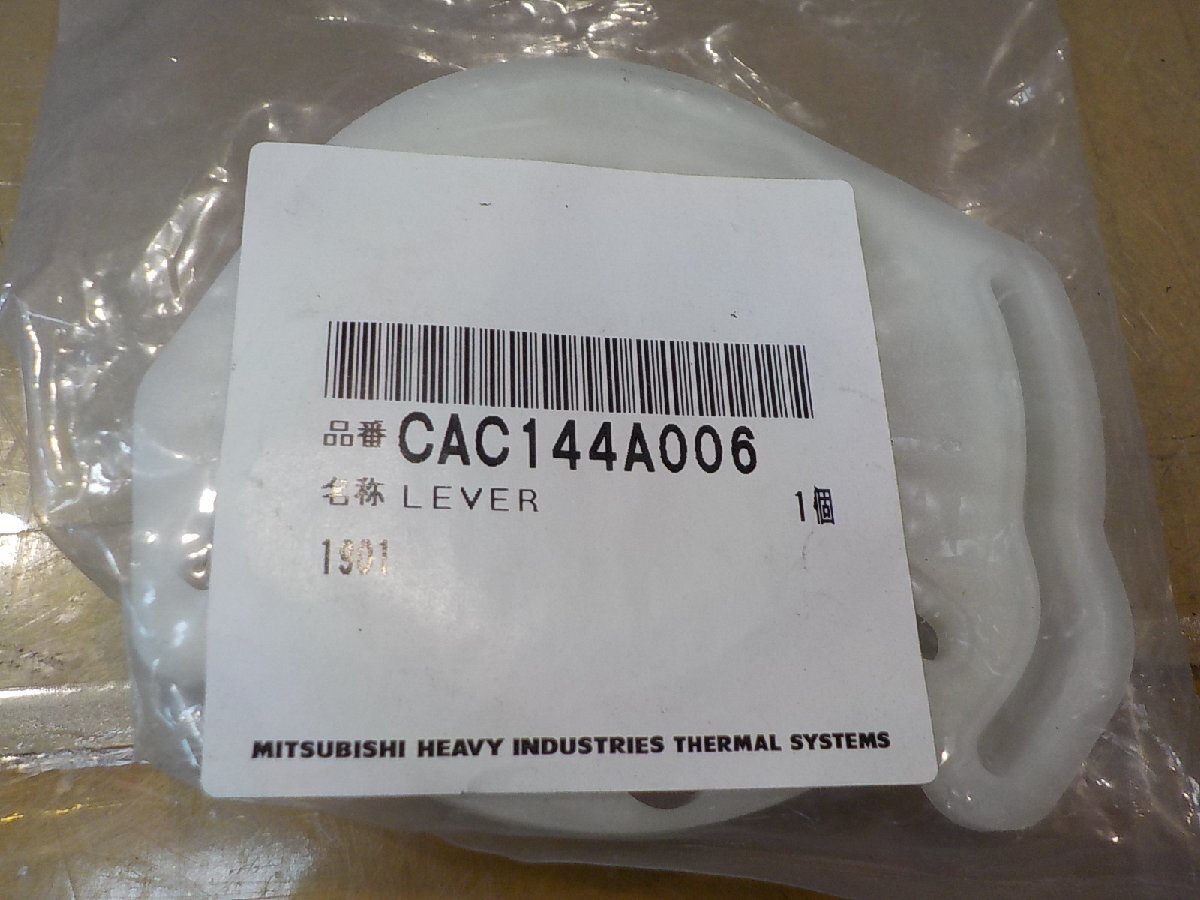 品番 CAC144A006
名称 LEVER 1個
1901
MITSUBISHI HEAVY INDUSTRIES THERMAL SYSTEMS